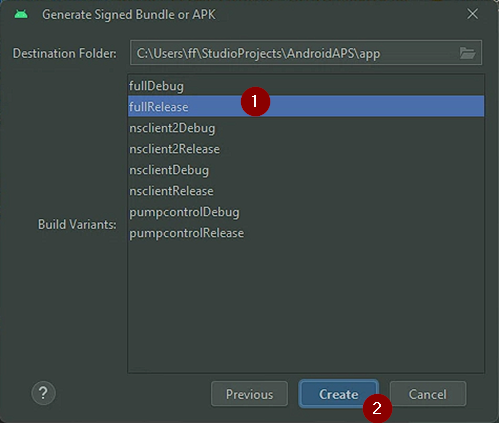 Generate Signed Bundle or APK
Destination Folder: C:\Users\ff\StudioProjects\AndroidAPS\app
fullDebug
fullRelease 1
nsclient2Debug
nsclient2Release
nsclientDebug
nsclientRelease
pumpcontrolDebug
Build Variants:
pumpcontrolRelease
? Previous Create Cancel
2